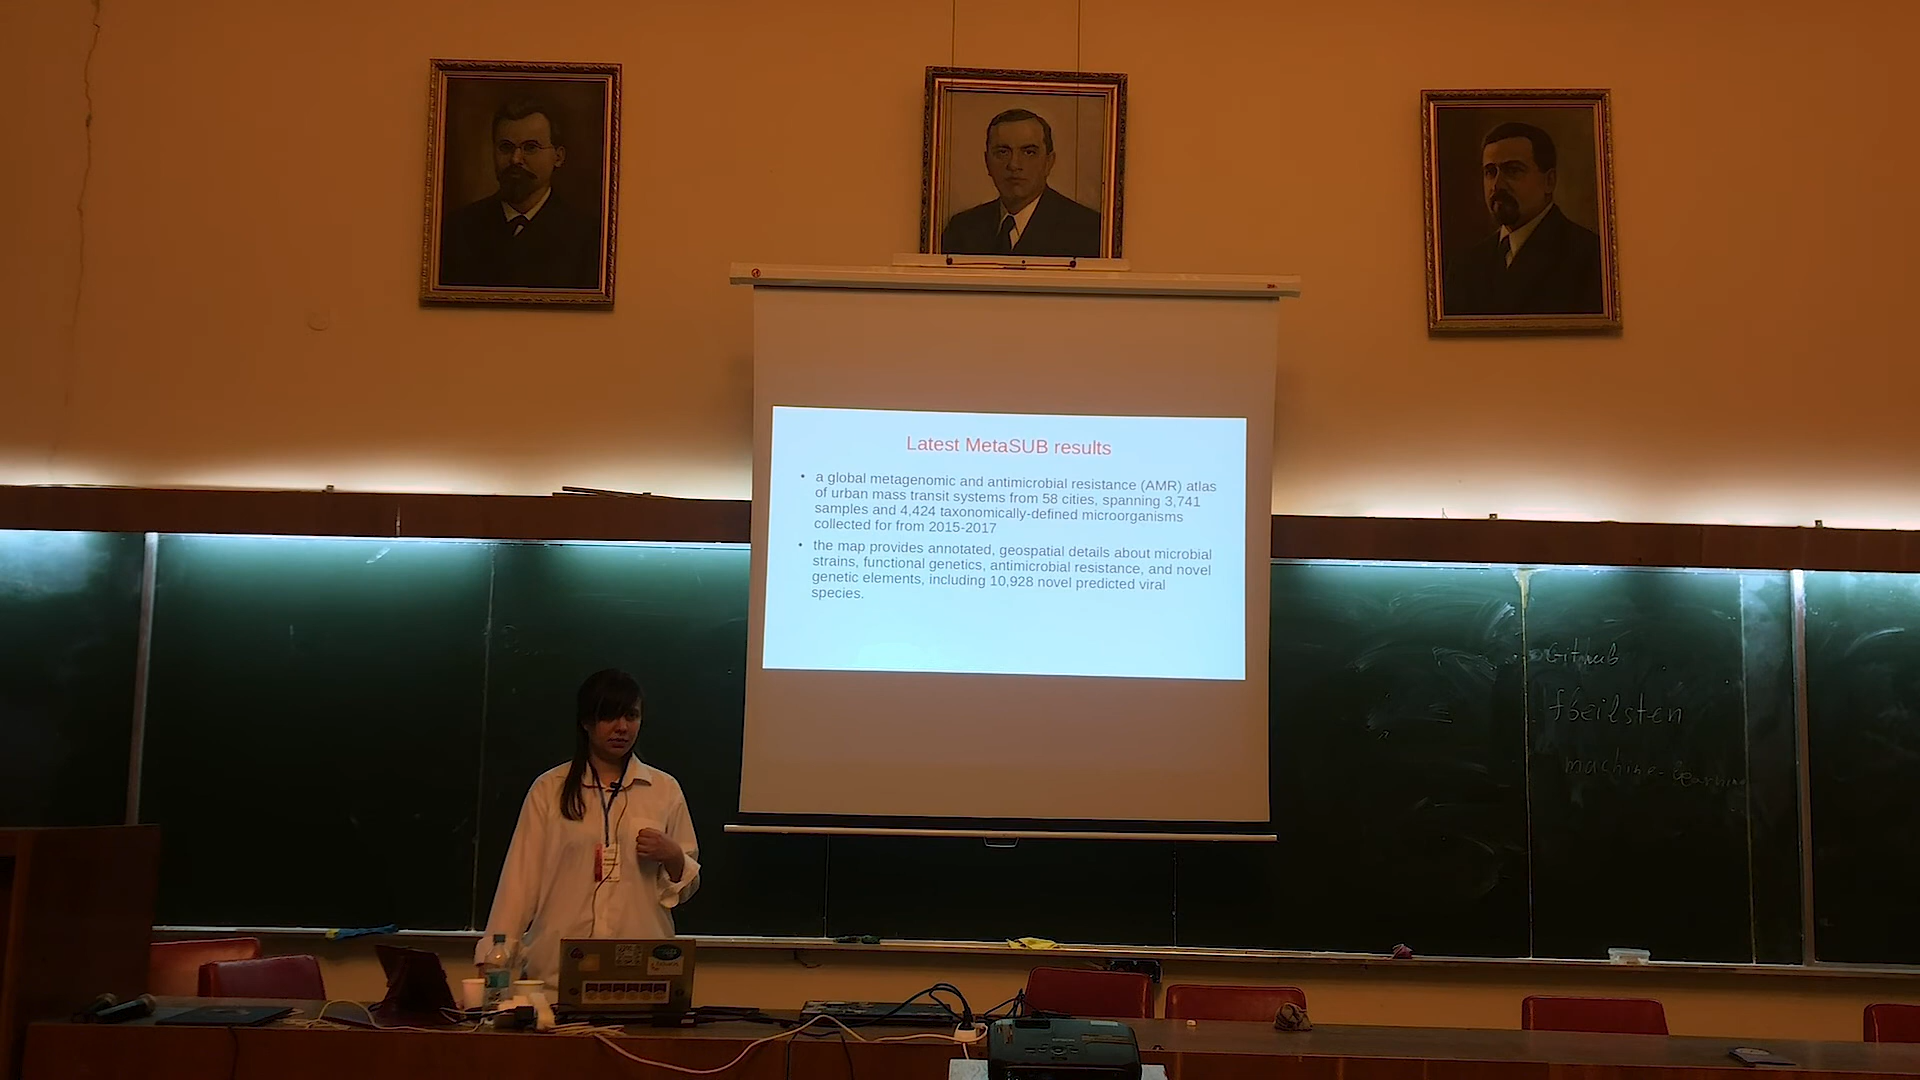 Latest MetaSUB results
• a global metagenomic and antimicrobial resistance (AMR) atlas
of urban mass transit systems from 58 cities, spanning 3,741
samples and 4,424 taxonomically-defined microorganisms
collected for from 2015-2017
• the map provides annotated, geospatial details about microbial
strains, functional genetics, antimicrobial resistance, and novel
genetic elements, including 10,928 novel predicted viral
species.
Github
fbeilsten
machine-learning